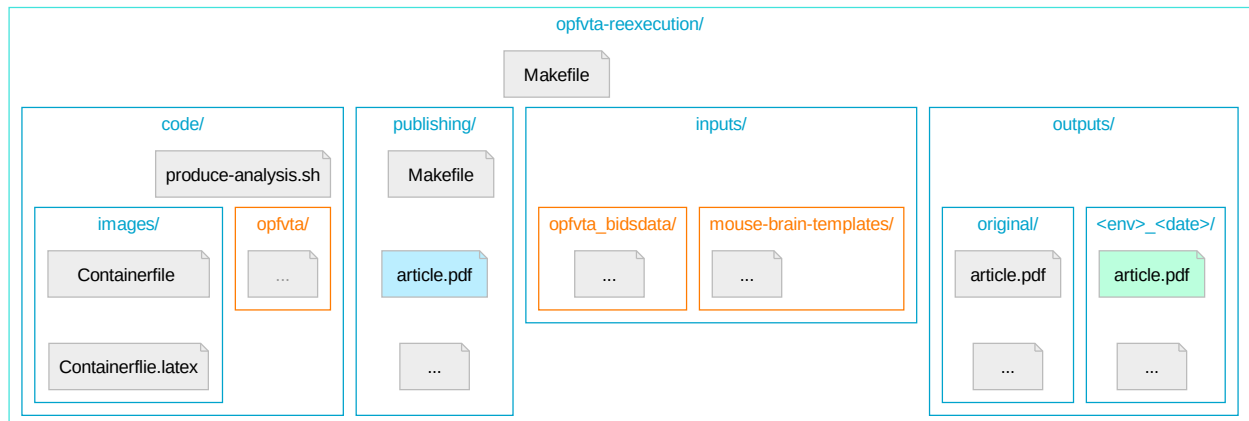 opfvta-reexecution/
Makefile
code/
produce-analysis.sh
images/
Containerfile
Containerflie.latex
opfvta/
...
publishing/
Makefile
article.pdf
...
inputs/
opfvta_bidsdata/
...
mouse-brain-templates/
...
outputs/
original/
article.pdf
...
<env>_<date>/
article.pdf
...